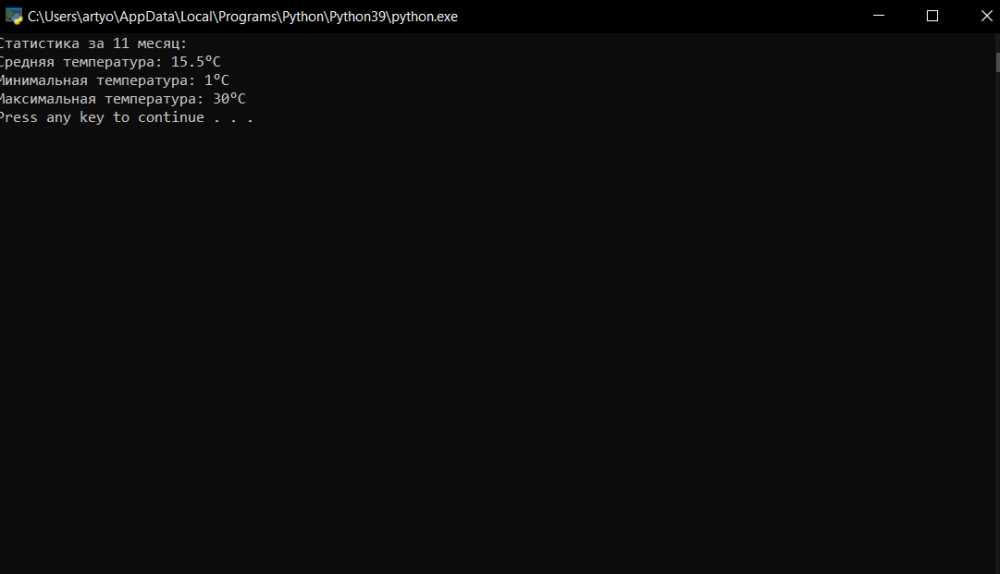 C:\Users\artyo\AppData\Local\Programs\Python\Python39\python.exe
Статистика за 11 месяц:
Средняя температура: 15.5°C
Минимальная температура: 1°C
Максимальная температура: 30°C
Press any key to continue . . .